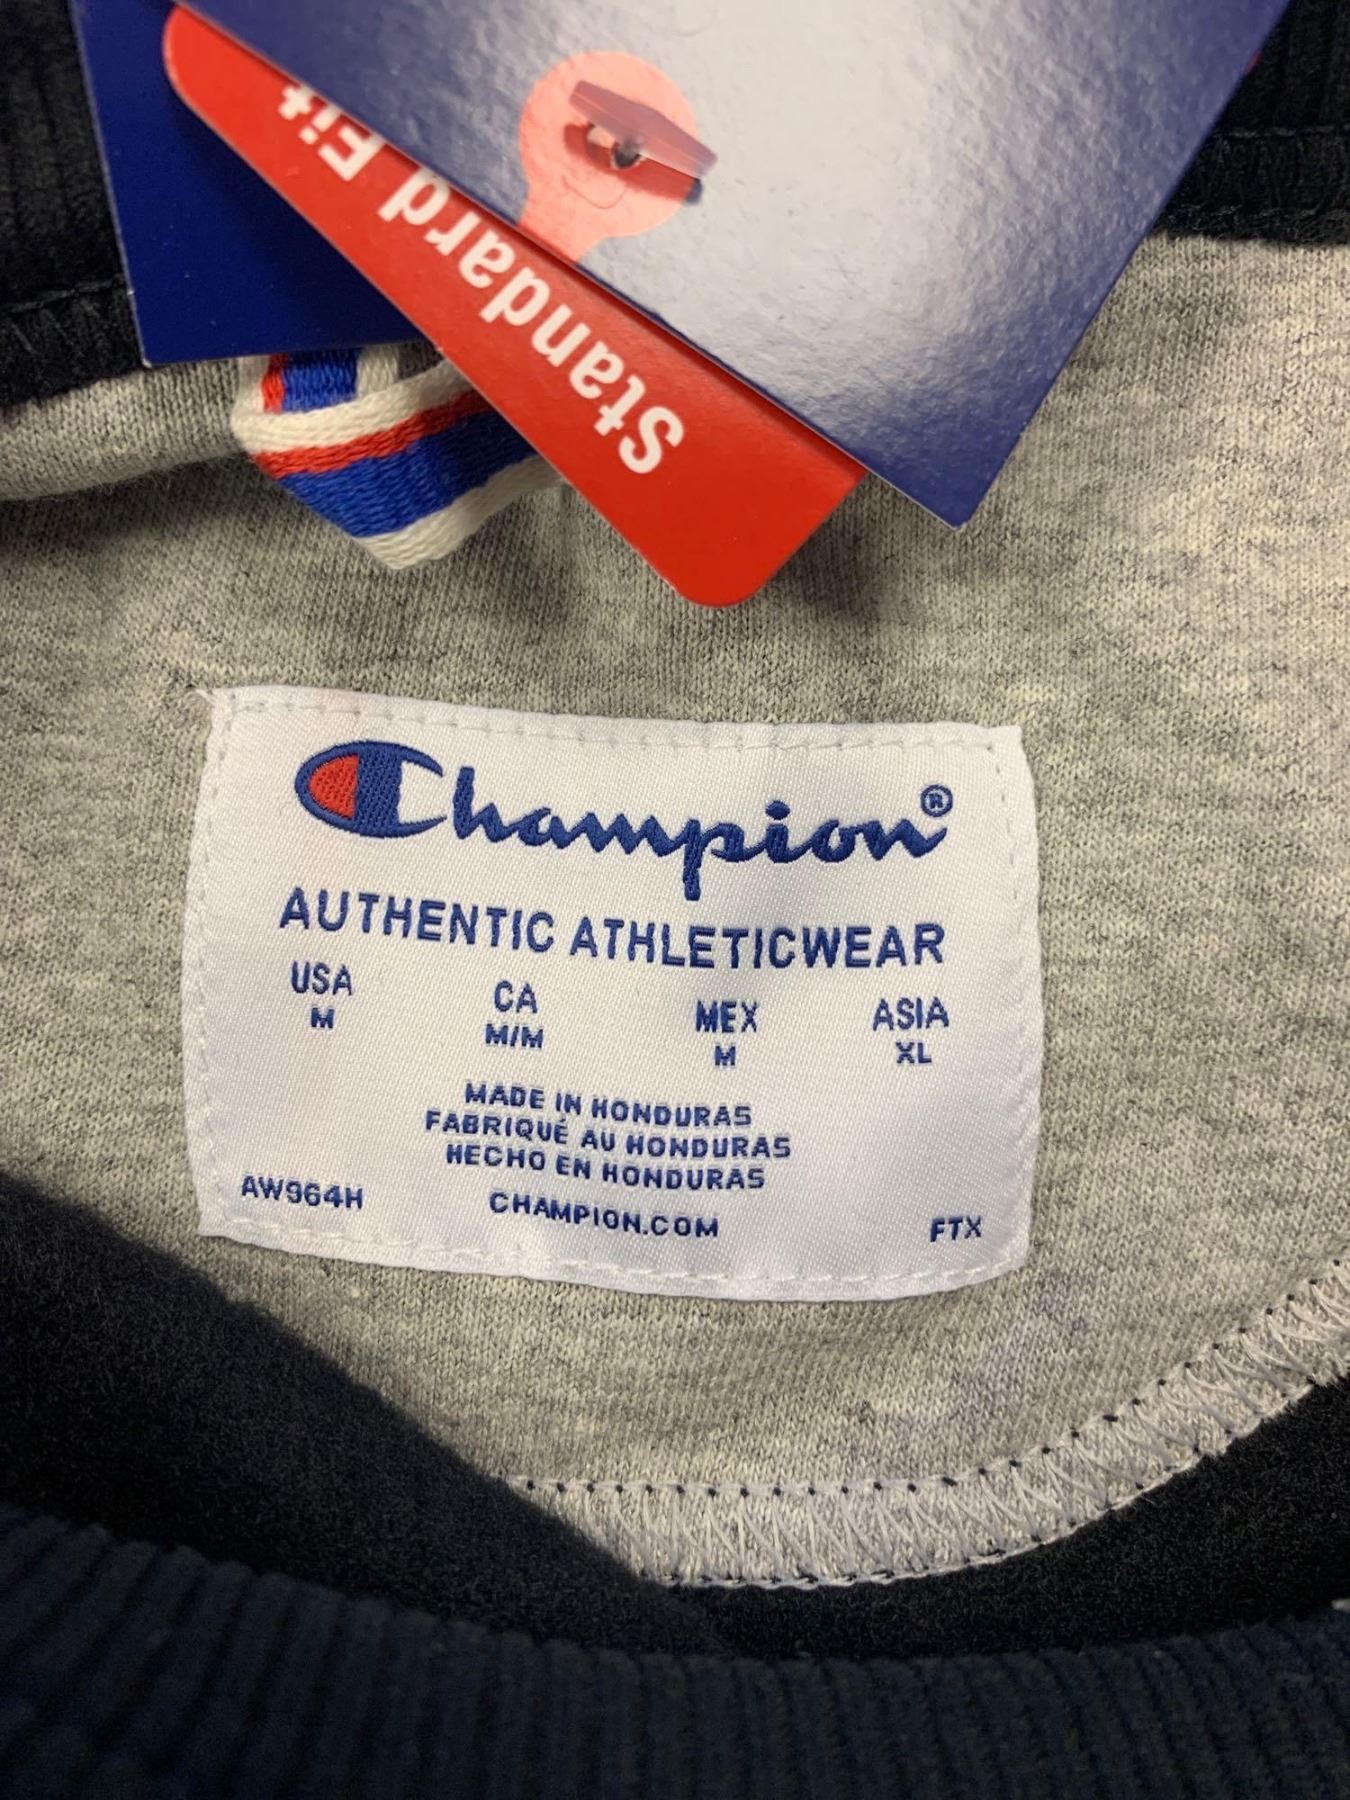 Standard Fit
Champion®
AUTHENTIC ATHLETICWEAR
USA CA MEX ASIA
M M/M M XL
MADE IN HONDURAS
FABRIQUÉ AU HONDURAS
HECHO EN HONDURAS
AW964H CHAMPION.COM FTX